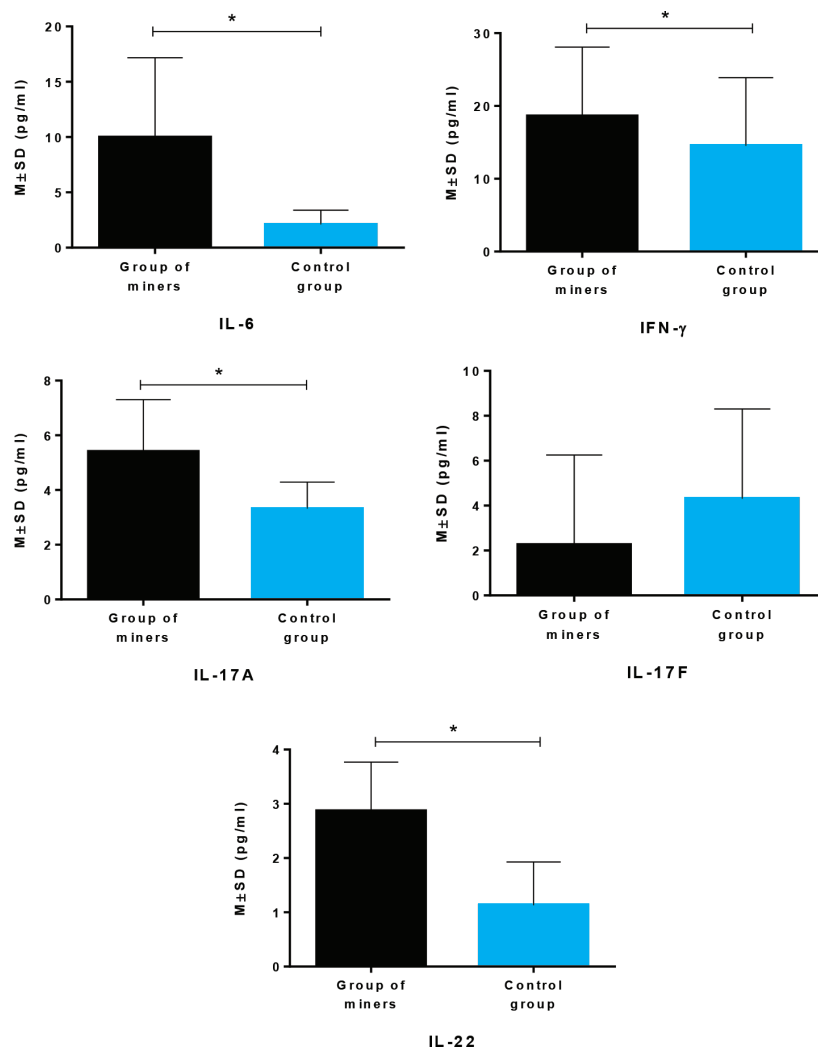 *
M±SD (pg/ml)
20
15
10
5
0
Group of
miners
Control
group
IL-6
*
M±SD (pg/ml)
30
20
10
0
Group of
miners
Control
group
IFN-γ
*
M±SD (pg/ml)
8
6
4
2
0
Group of
miners
Control
group
IL-17A
M±SD (pg/ml)
10
8
6
4
2
0
Group of
miners
Control
group
IL-17F
*
M±SD (pg/ml)
4
3
2
1
0
Group of
miners
Control
group
IL-22